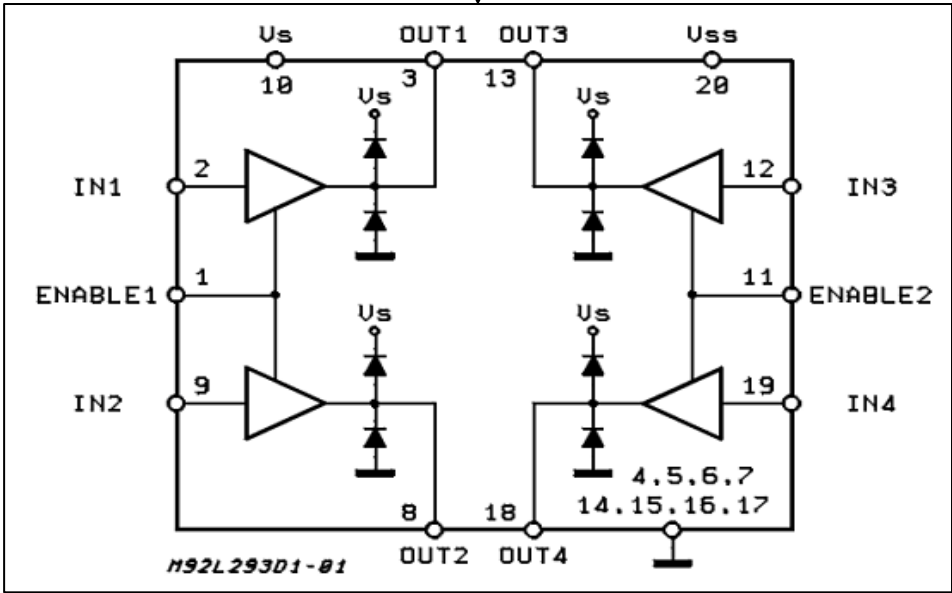 Vs OUT1 OUT3 Vss
10 3 13 20
Vs Vs
IN1 2 12 IN3
ENABLE1 1 11 ENABLE2
Vs Vs
IN2 9 19 IN4
4.5.6.7
8 18 14.15.16.17
OUT2 OUT4
M92L293D1-01